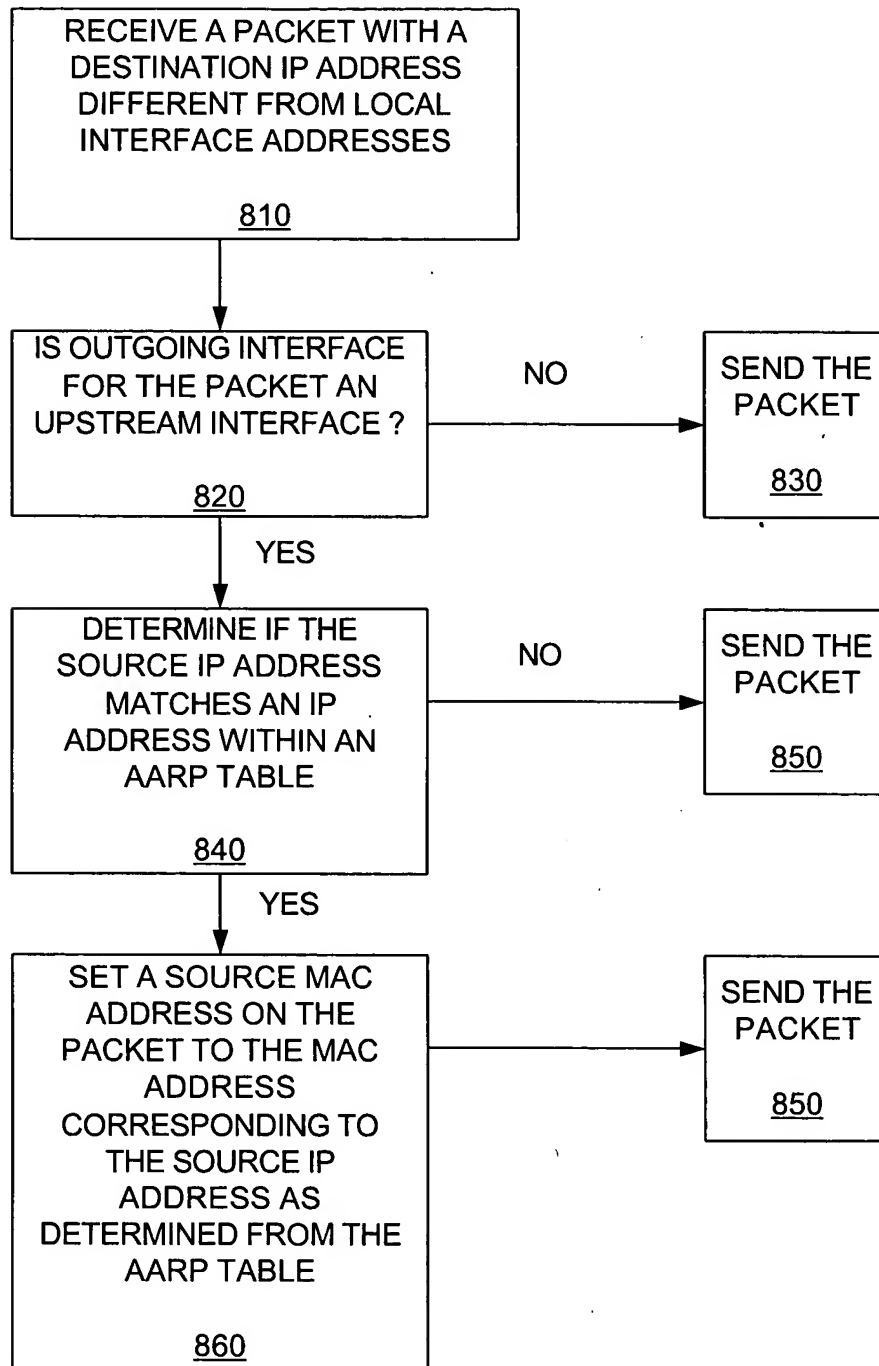 RECEIVE A PACKET WITH A
DESTINATION IP ADDRESS
DIFFERENT FROM LOCAL
INTERFACE ADDRESSES
810
IS OUTGOING INTERFACE
FOR THE PACKET AN
UPSTREAM INTERFACE ?
820
NO
SEND THE
PACKET
830
YES
DETERMINE IF THE
SOURCE IP ADDRESS
MATCHES AN IP
ADDRESS WITHIN AN
AARP TABLE
840
NO
SEND THE
PACKET
850
YES
SET A SOURCE MAC
ADDRESS ON THE
PACKET TO THE MAC
ADDRESS
CORRESPONDING TO
THE SOURCE IP
ADDRESS AS
DETERMINED FROM THE
AARP TABLE
860
SEND THE
PACKET
850